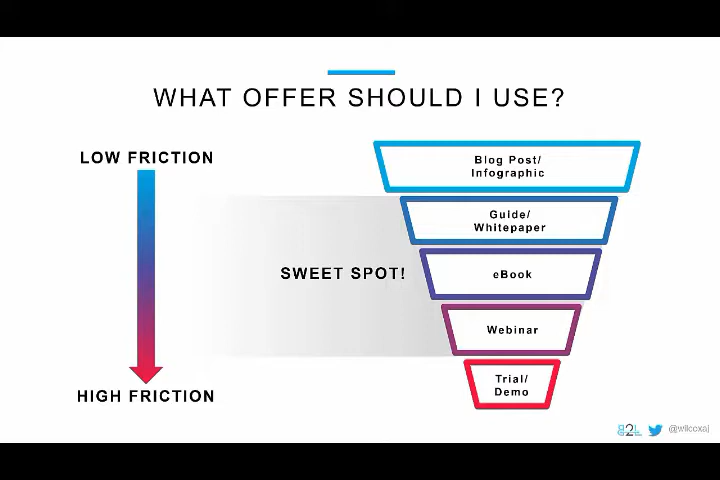 WHAT OFFER SHOULD I USE?
LOW FRICTION
Blog Post/
Infographic
Guide/
Whitepaper
SWEET SPOT!
eBook
Webinar
Trial/
Demo
HIGH FRICTION